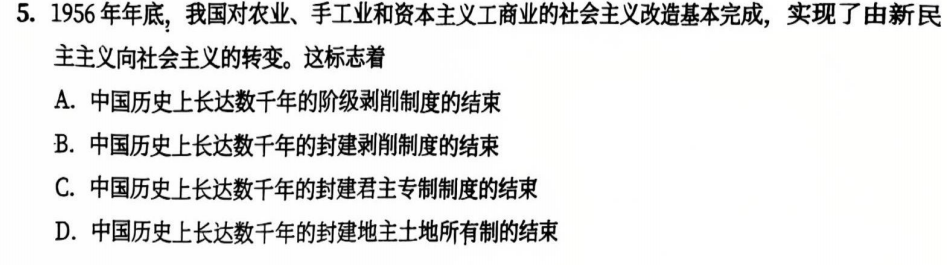 5. 1956 年年底，我国对农业、手工业和资本主义工商业的社会主义改造基本完成，实现了由新民
主主义向社会主义的转变。这标志着
A. 中国历史上长达数千年的阶级剥削制度的结束
B. 中国历史上长达数千年的封建剥削制度的结束
C. 中国历史上长达数千年的封建君主专制制度的结束
D. 中国历史上长达数千年的封建地主土地所有制的结束